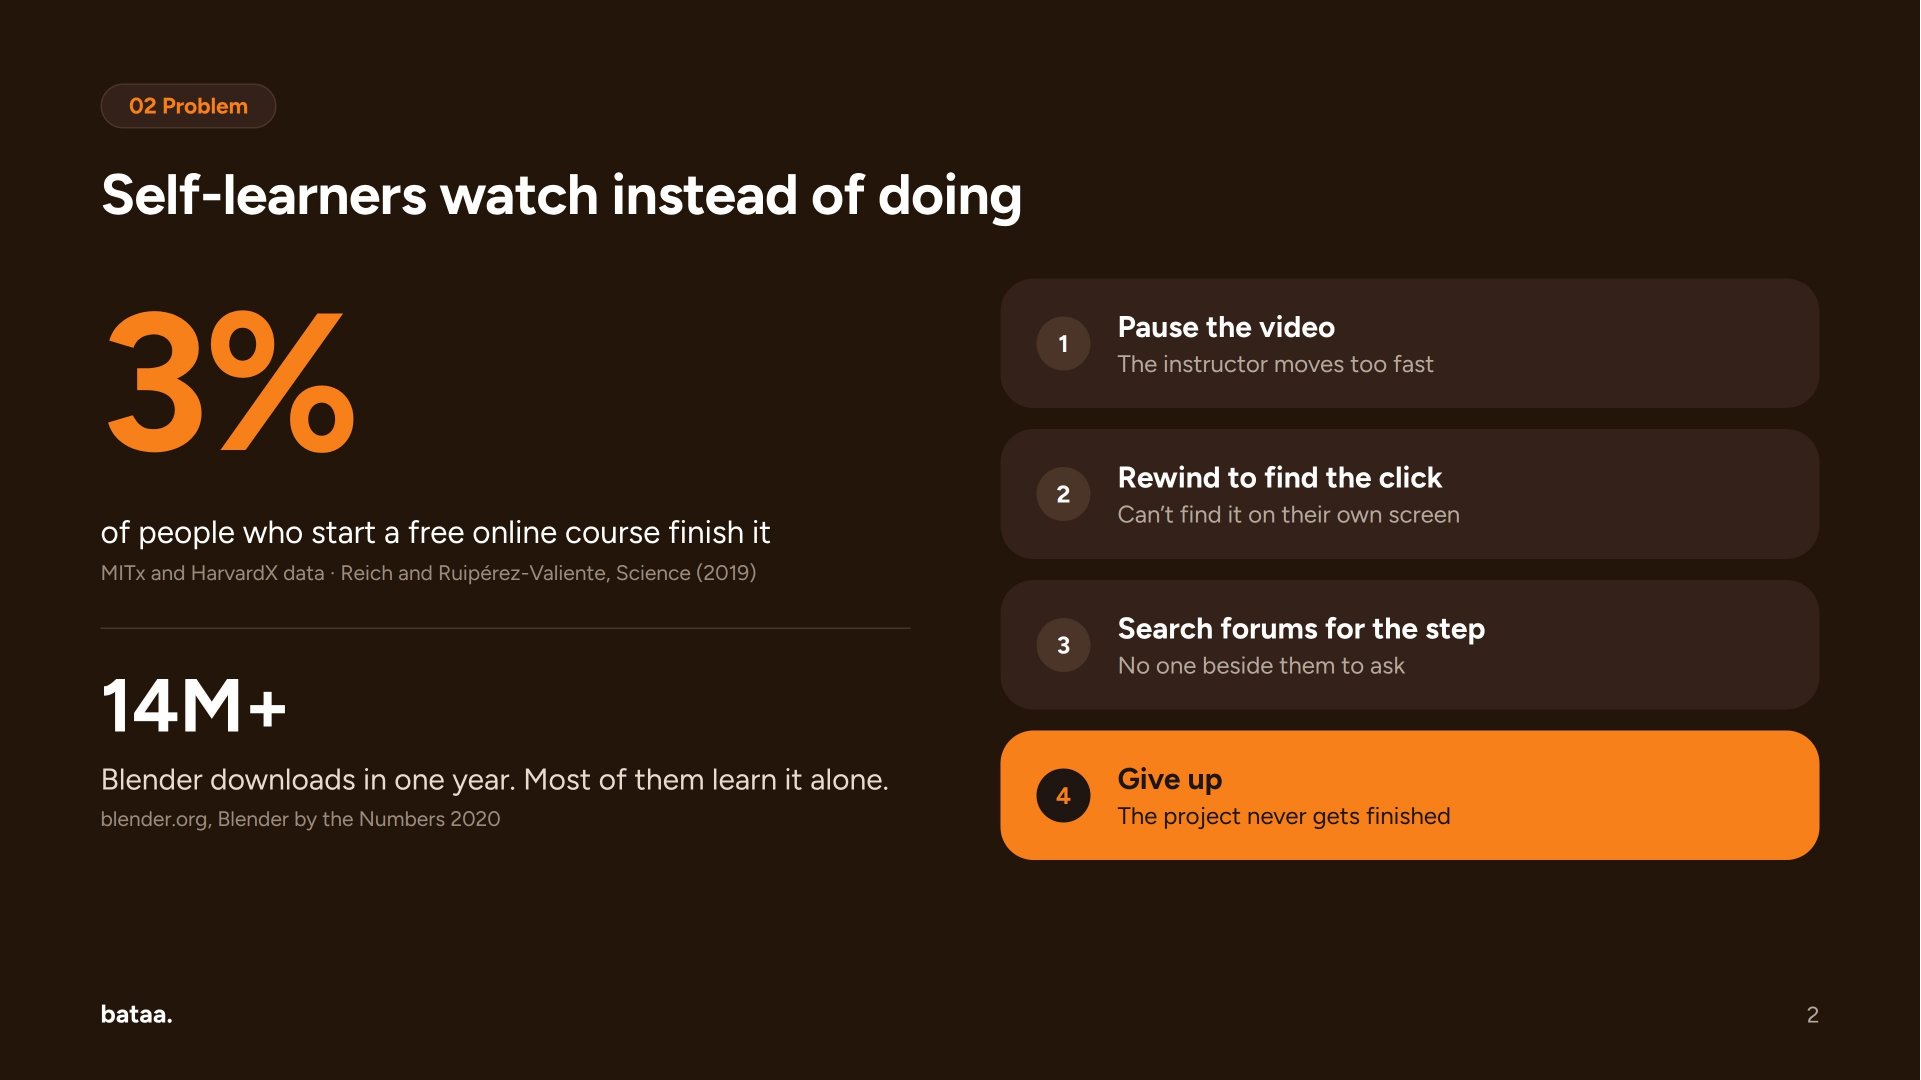 02 Problem
Self-learners watch instead of doing
3%
of people who start a free online course finish it
MITx and HarvardX data · Reich and Ruipérez-Valiente, Science (2019)
14M+
Blender downloads in one year. Most of them learn it alone.
blender.org, Blender by the Numbers 2020
1
Pause the video
The instructor moves too fast
2
Rewind to find the click
Can’t find it on their own screen
3
Search forums for the step
No one beside them to ask
4
Give up
The project never gets finished
bataa.
2